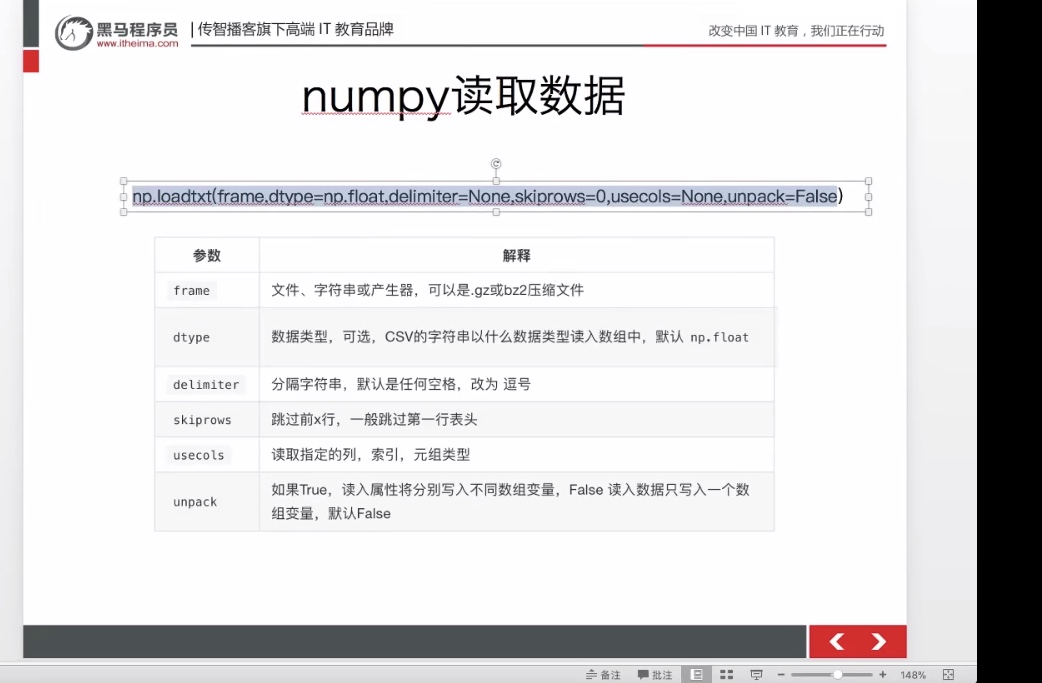 黑马程序员
www.itheima.com
传智播客旗下高端 IT 教育品牌
改变中国 IT 教育，我们正在行动
numpy读取数据
np.loadtxt(frame,dtype=np.float,delimiter=None,skiprows=0,usecols=None,unpack=False)
参数 解释
frame 文件、字符串或产生器，可以是.gz或bz2压缩文件
dtype 数据类型，可选，CSV的字符串以什么数据类型读入数组中，默认 np.float
delimiter 分隔字符串，默认是任何空格，改为 逗号
skiprows 跳过前x行，一般跳过第一行表头
usecols 读取指定的列，索引，元组类型
unpack 如果True，读入属性将分别写入不同数组变量，False 读入数据只写入一个数
组变量，默认False
备注 批注 148%